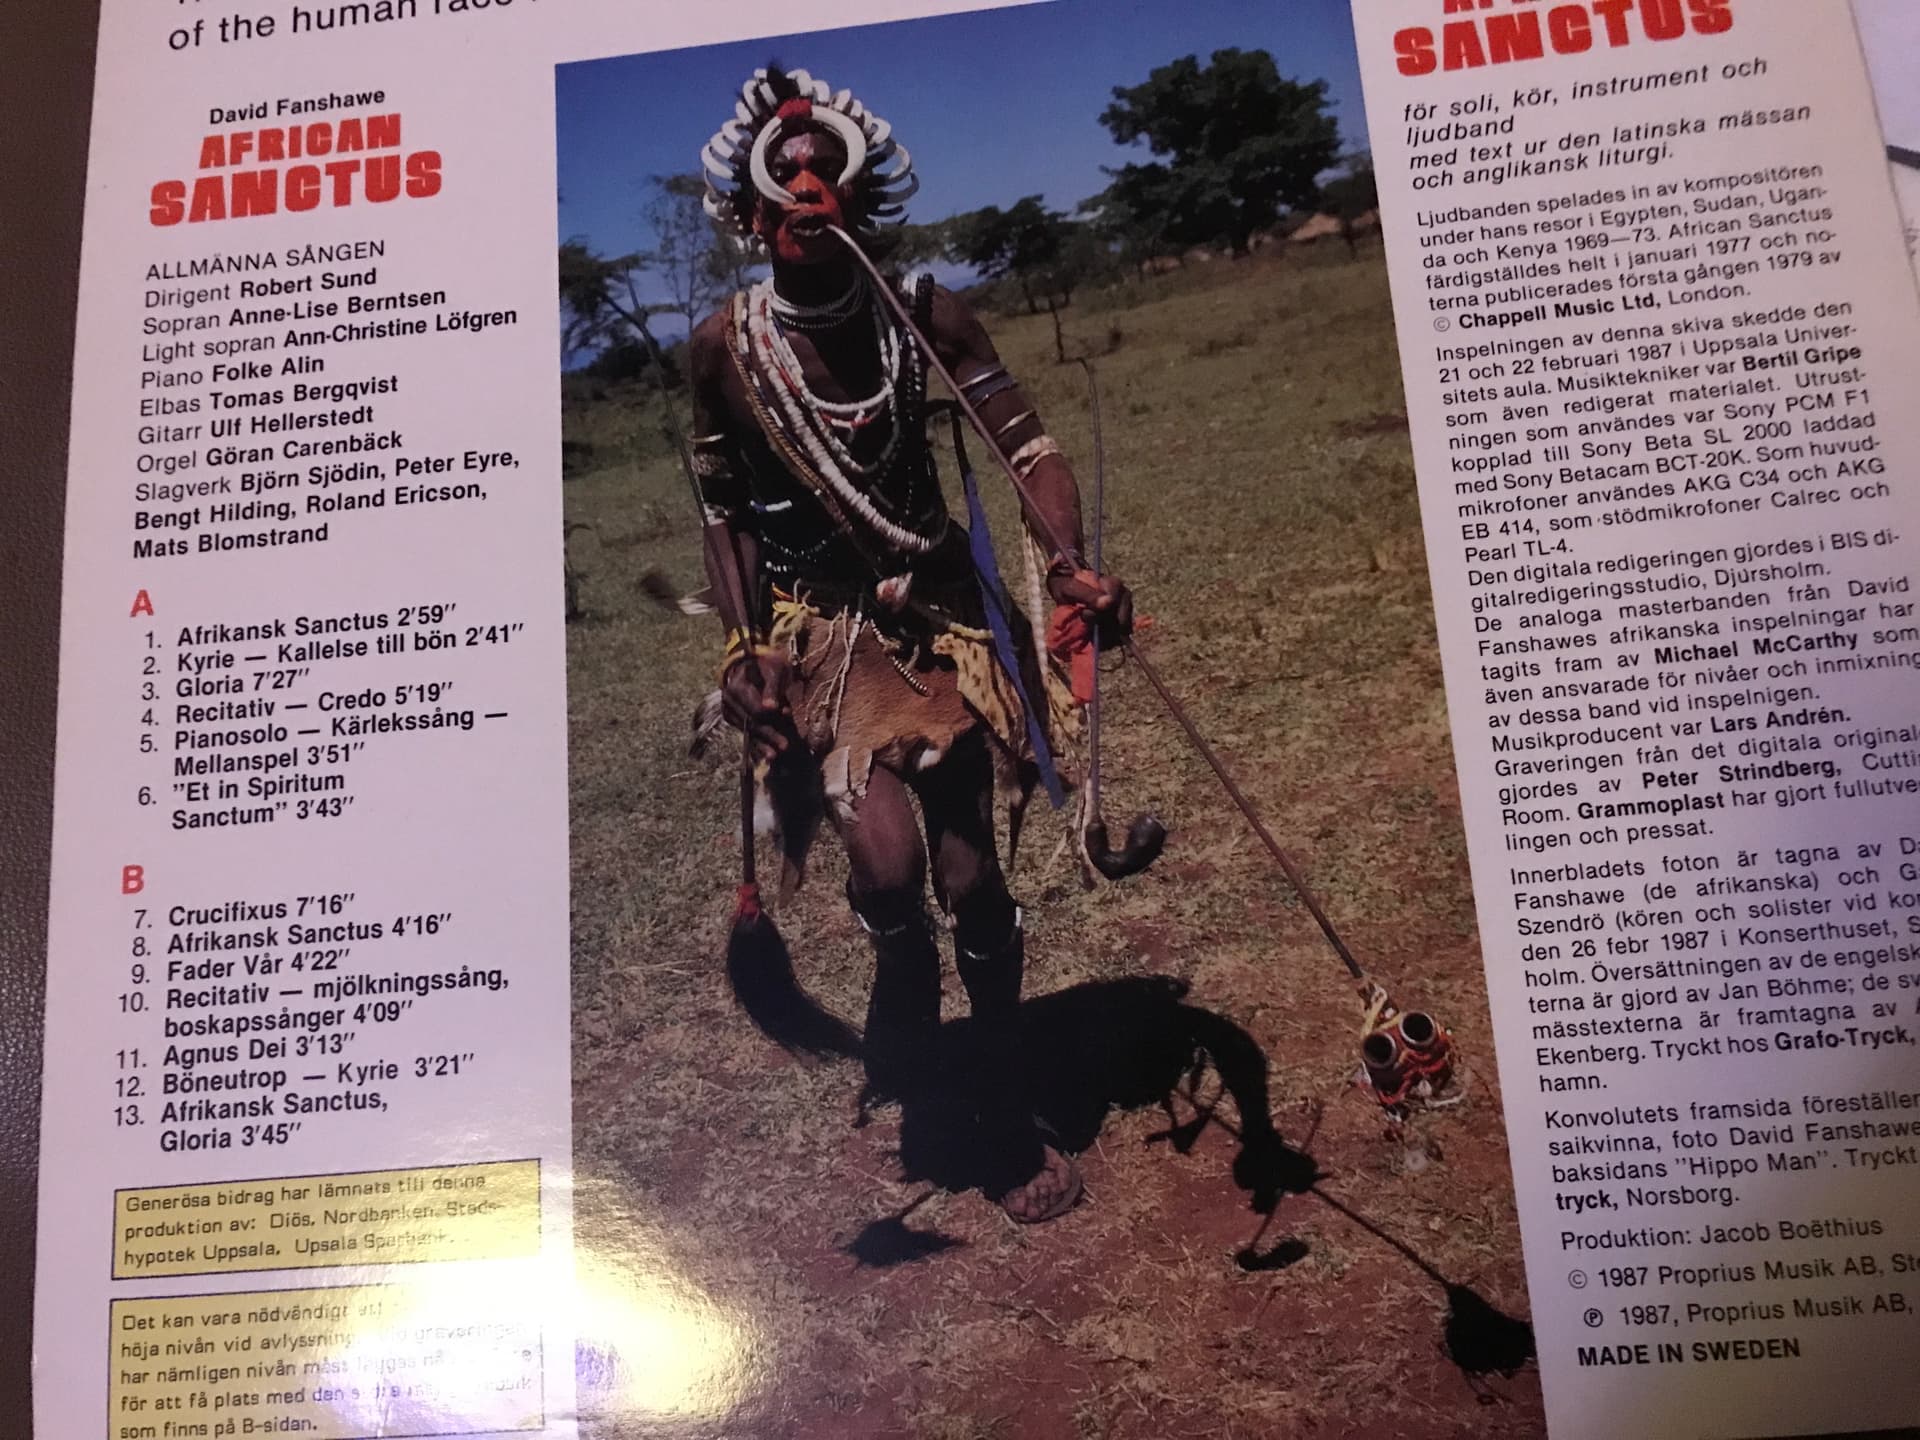 of the human race
David Fanshawe
AFRICAN
SANCTUS
ALLMÄNNA SÅNGEN
Dirigent Robert Sund
Sopran Anne-Lise Berntsen
Light sopran Ann-Christine Löfgren
Piano Folke Alin
Elbas Tomas Bergqvist
Gitarr Ulf Hellerstedt
Orgel Göran Carenbäck
Slagverk Björn Sjödin, Peter Eyre,
Bengt Hilding, Roland Ericson,
Mats Blomstrand
A
1. Afrikansk Sanctus 2'59"
2. Kyrie — Kallelse till bön 2'41"
3. Gloria 7'27"
4. Recitativ — Credo 5'19"
5. Pianosolo — Kärlekssång —
Mellanspel 3'51"
6. "Et in Spiritum
Sanctum" 3'43"
B
7. Crucifixus 7'16"
8. Afrikansk Sanctus 4'16"
9. Fader Vår 4'22"
10. Recitativ — mjölkningssång,
boskapssånger 4'09"
11. Agnus Dei 3'13"
12. Böneutrop — Kyrie 3'21"
13. Afrikansk Sanctus,
Gloria 3'45"
Generösa bidrag har lämnats till denna
produktion av: Diös, Nordbanken, Stads-
hypotek Uppsala, Upsala Sparbank.
Det kan vara nödvändigt att
höja nivån vid avlyssning. Vid graveringen
har nämligen nivån måst läggas
för att få plats med den
som finns på B-sidan.
SANCTUS
för soli, kör, instrument och
ljudband
med text ur den latinska mässan
och anglikansk liturgi.
Ljudbanden spelades in av kompositören
under hans resor i Egypten, Sudan, Ugan-
da och Kenya 1969—73. African Sanctus
färdigställdes helt i januari 1977 och no-
terna publicerades första gången 1979 av
© Chappell Music Ltd, London.
Inspelningen av denna skiva skedde den
21 och 22 februari 1987 i Uppsala Univer-
sitets aula. Musiktekniker var Bertil Gripe
som även redigerat materialet. Utrust-
ningen som användes var Sony PCM F1
kopplad till Sony Beta SL 2000 laddad
med Sony Betacam BCT-20K. Som huvud-
mikrofoner användes AKG C34 och AKG
EB 414, som stödmikrofoner Calrec och
Pearl TL-4.
Den digitala redigeringen gjordes i BIS di-
gitalredigeringsstudio, Djursholm.
De analoga masterbanden från David
Fanshawes afrikanska inspelningar har
tagits fram av Michael McCarthy som
även ansvarade för nivåer och inmixning
av dessa band vid inspelnigen.
Musikproducent var Lars Andrén.
Graveringen från det digitala original
gjordes av Peter Strindberg, Cutti
Room. Grammoplast har gjort fullutve
lingen och pressat.
Innerbladets foton är tagna av Da
Fanshawe (de afrikanska) och G
Szendrö (kören och solister vid kon
den 26 febr 1987 i Konserthuset, S
holm. Översättningen av de engelsk
terna är gjord av Jan Böhme; de sv
mässtexterna är framtagna av A
Ekenberg. Tryckt hos Grafo-Tryck,
hamn.
Konvolutets framsida föreställer
saikvinna, foto David Fanshawe
baksidans "Hippo Man". Tryckt
tryck, Norsborg.
Produktion: Jacob Boëthius
© 1987 Proprius Musik AB, Sto
℗ 1987, Proprius Musik AB,
MADE IN SWEDEN